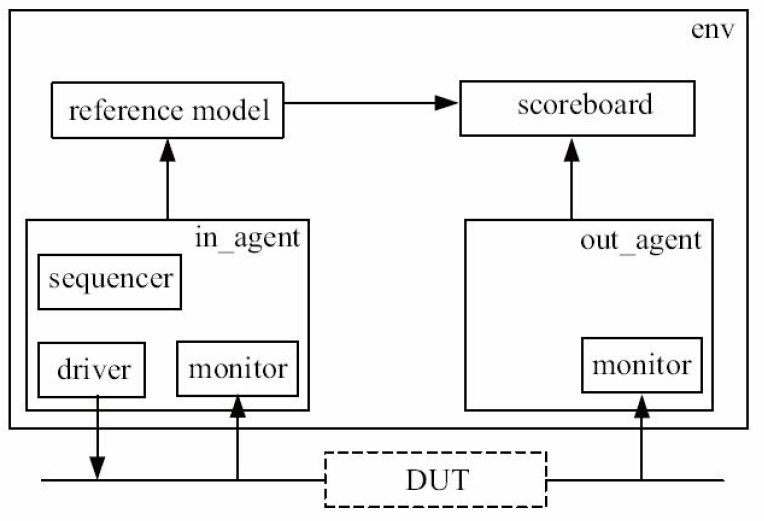 env
reference model
scoreboard
in_agent
out_agent
sequencer
driver
monitor
monitor
DUT